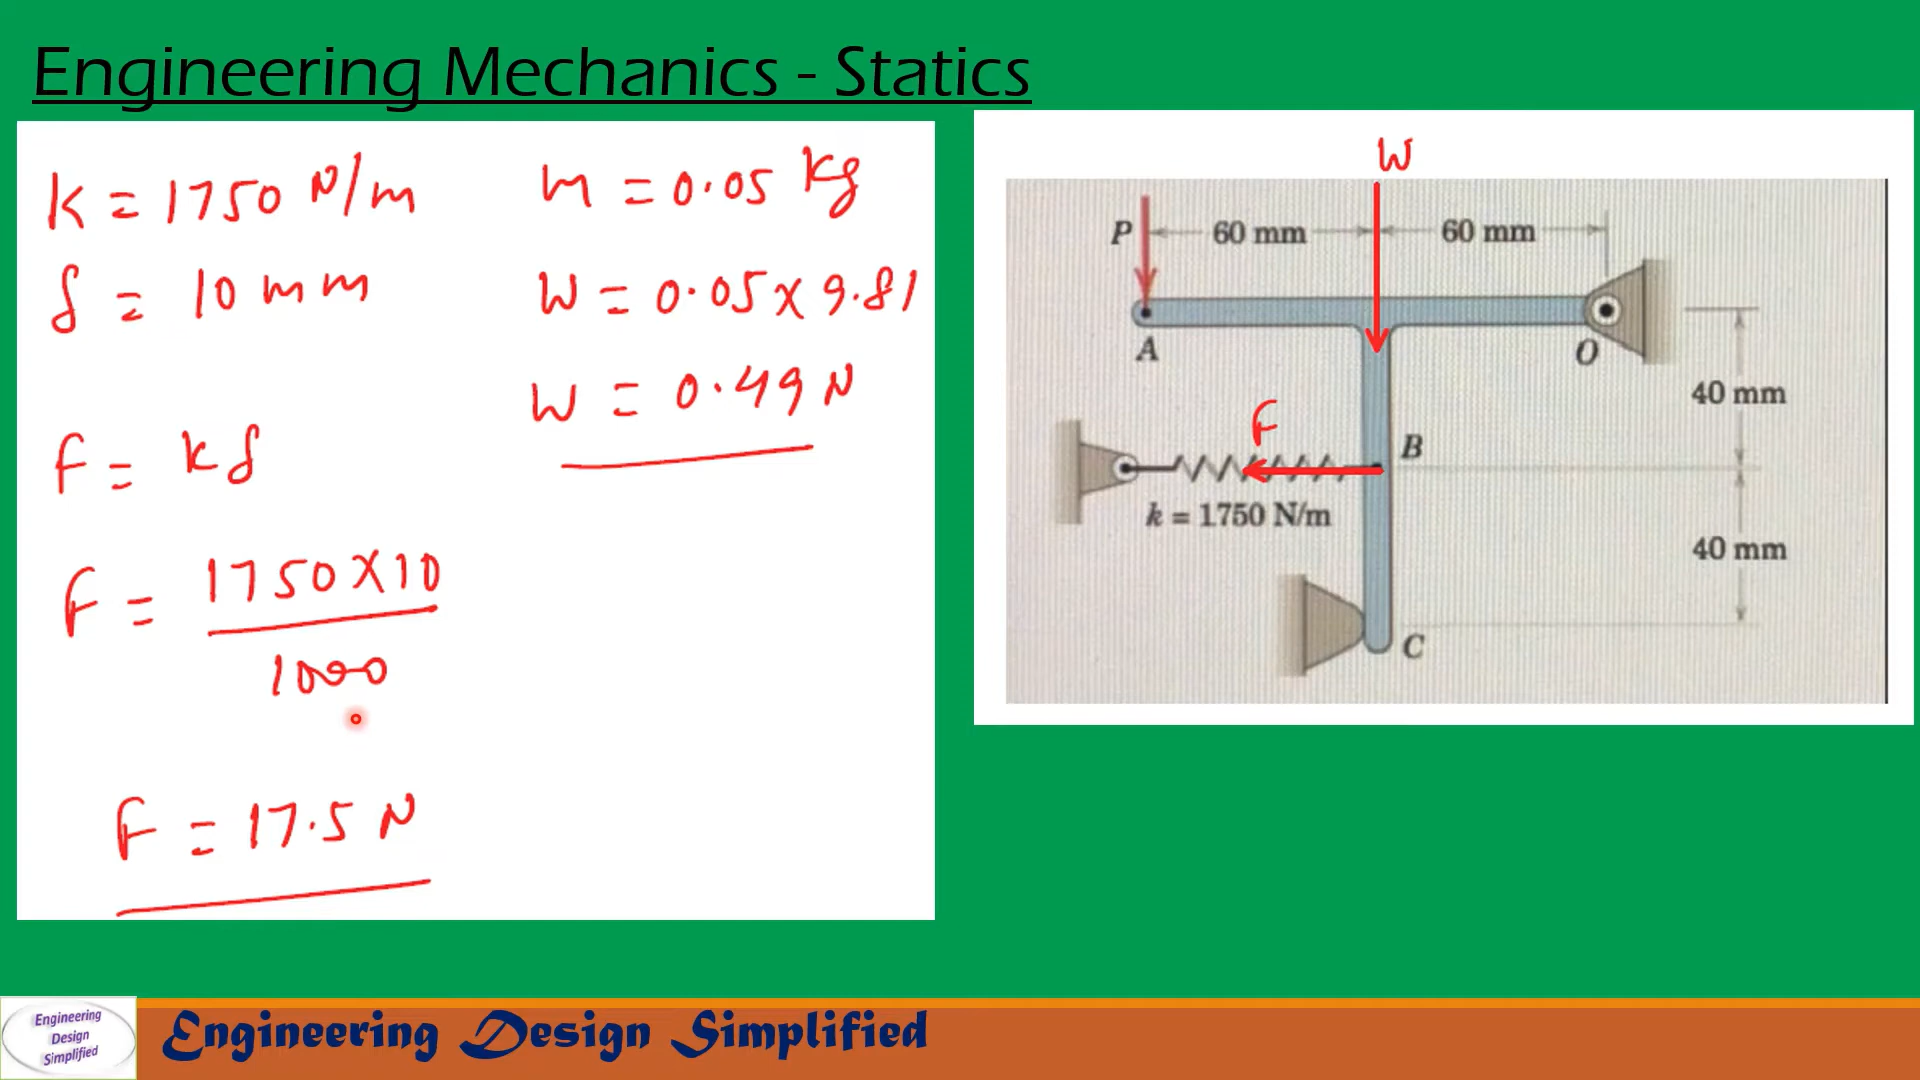 Engineering Mechanics - Statics
k = 1750 N/m
δ = 10 mm
F = kδ
F = 1750 X 10
1000
F = 17.5 N
m = 0.05 kg
W = 0.05 X 9.81
W = 0.49 N
W
P
60 mm
60 mm
A
O
40 mm
F
B
k = 1750 N/m
40 mm
C
Engineering
Design
Simplified
Engineering Design Simplified